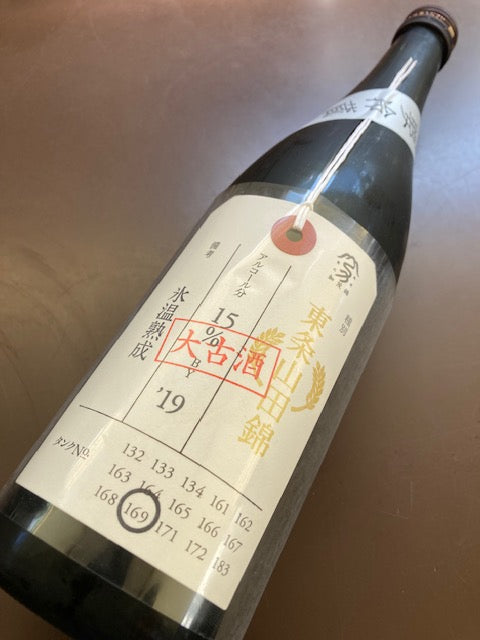 種別
東条山田錦
アルコール分
15%
大古酒
BY
'19
備考
氷温熟成
タンクNo.
132 133 134 161 162
163 164 165 166 167
168 169 171 172 183